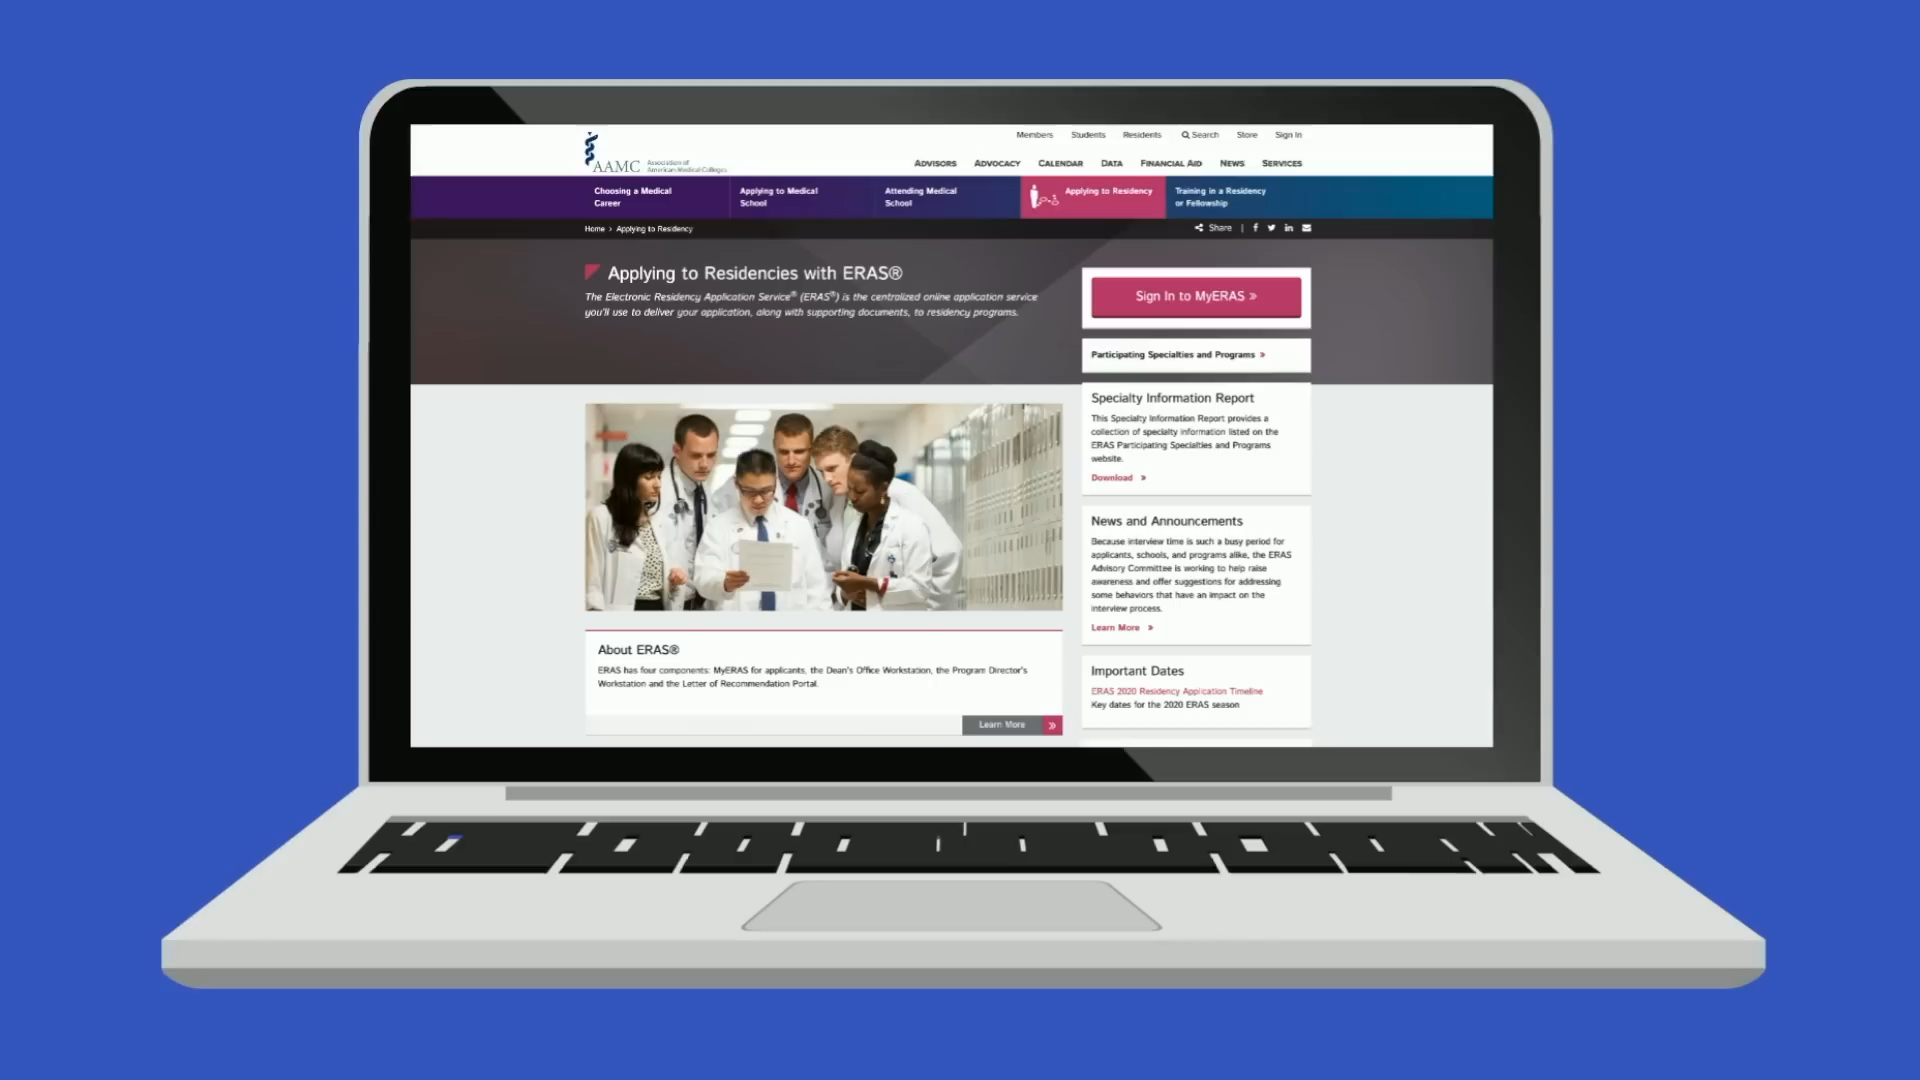 Members Students Residents Search Store Sign In
AAMC Association of
American Medical Colleges
ADVISORS ADVOCACY CALENDAR DATA FINANCIAL AID NEWS SERVICES
Choosing a Medical
Career
Applying to Medical
School
Attending Medical
School
Applying to Residency
Training in a Residency
or Fellowship
Home › Applying to Residency
Share |
Applying to Residencies with ERAS®
The Electronic Residency Application Service® (ERAS®) is the centralized online application service
you'll use to deliver your application, along with supporting documents, to residency programs.
Sign In to MyERAS »
Participating Specialties and Programs »
Specialty Information Report
This Specialty Information Report provides a
collection of specialty information listed on the
ERAS Participating Specialties and Programs
website.
Download »
News and Announcements
Because interview time is such a busy period for
applicants, schools, and programs alike, the ERAS
Advisory Committee is working to help raise
awareness and offer suggestions for addressing
some behaviors that have an impact on the
interview process.
Learn More »
About ERAS®
ERAS has four components: MyERAS for applicants, the Dean's Office Workstation, the Program Director's
Workstation and the Letter of Recommendation Portal.
Learn More »
Important Dates
ERAS 2020 Residency Application Timeline
Key dates for the 2020 ERAS season